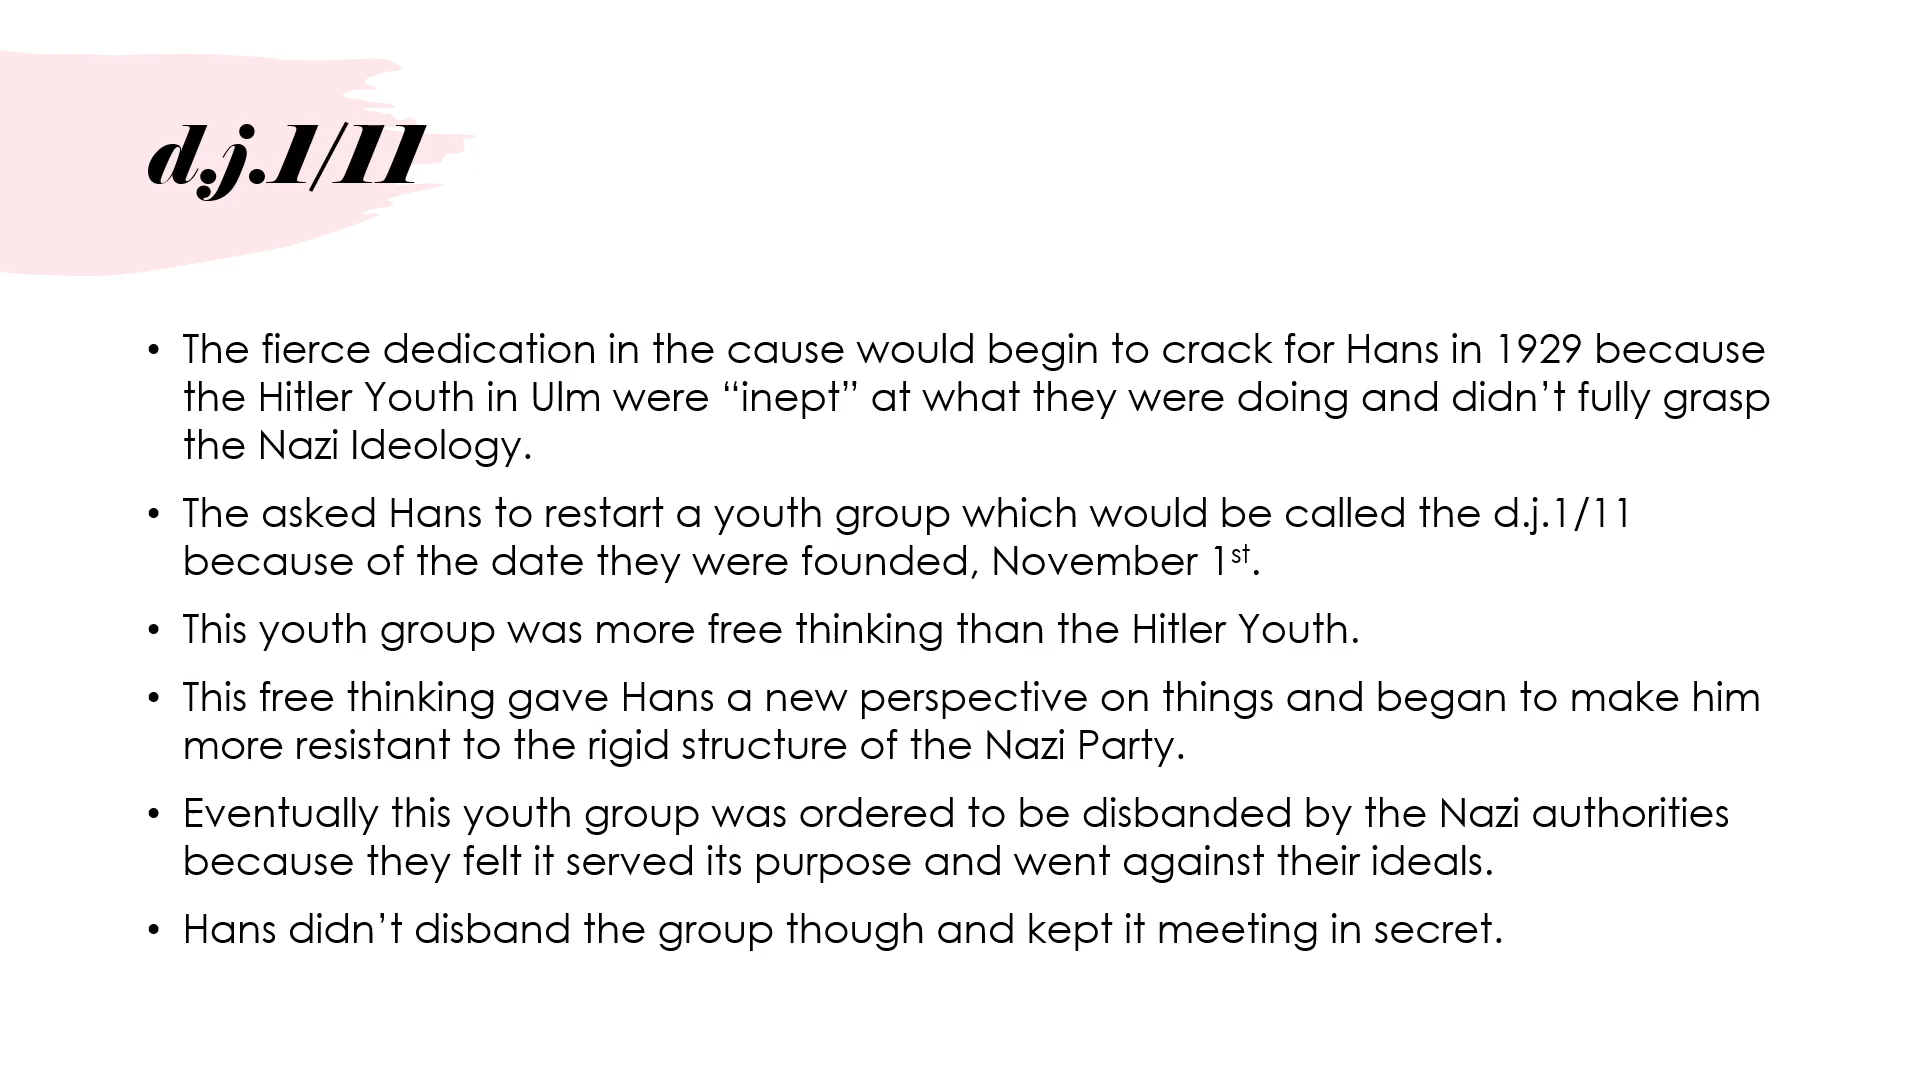 d.j.1/11
• The fierce dedication in the cause would begin to crack for Hans in 1929 because
the Hitler Youth in Ulm were “inept” at what they were doing and didn’t fully grasp
the Nazi Ideology.
• The asked Hans to restart a youth group which would be called the d.j.1/11
because of the date they were founded, November 1st.
• This youth group was more free thinking than the Hitler Youth.
• This free thinking gave Hans a new perspective on things and began to make him
more resistant to the rigid structure of the Nazi Party.
• Eventually this youth group was ordered to be disbanded by the Nazi authorities
because they felt it served its purpose and went against their ideals.
• Hans didn’t disband the group though and kept it meeting in secret.